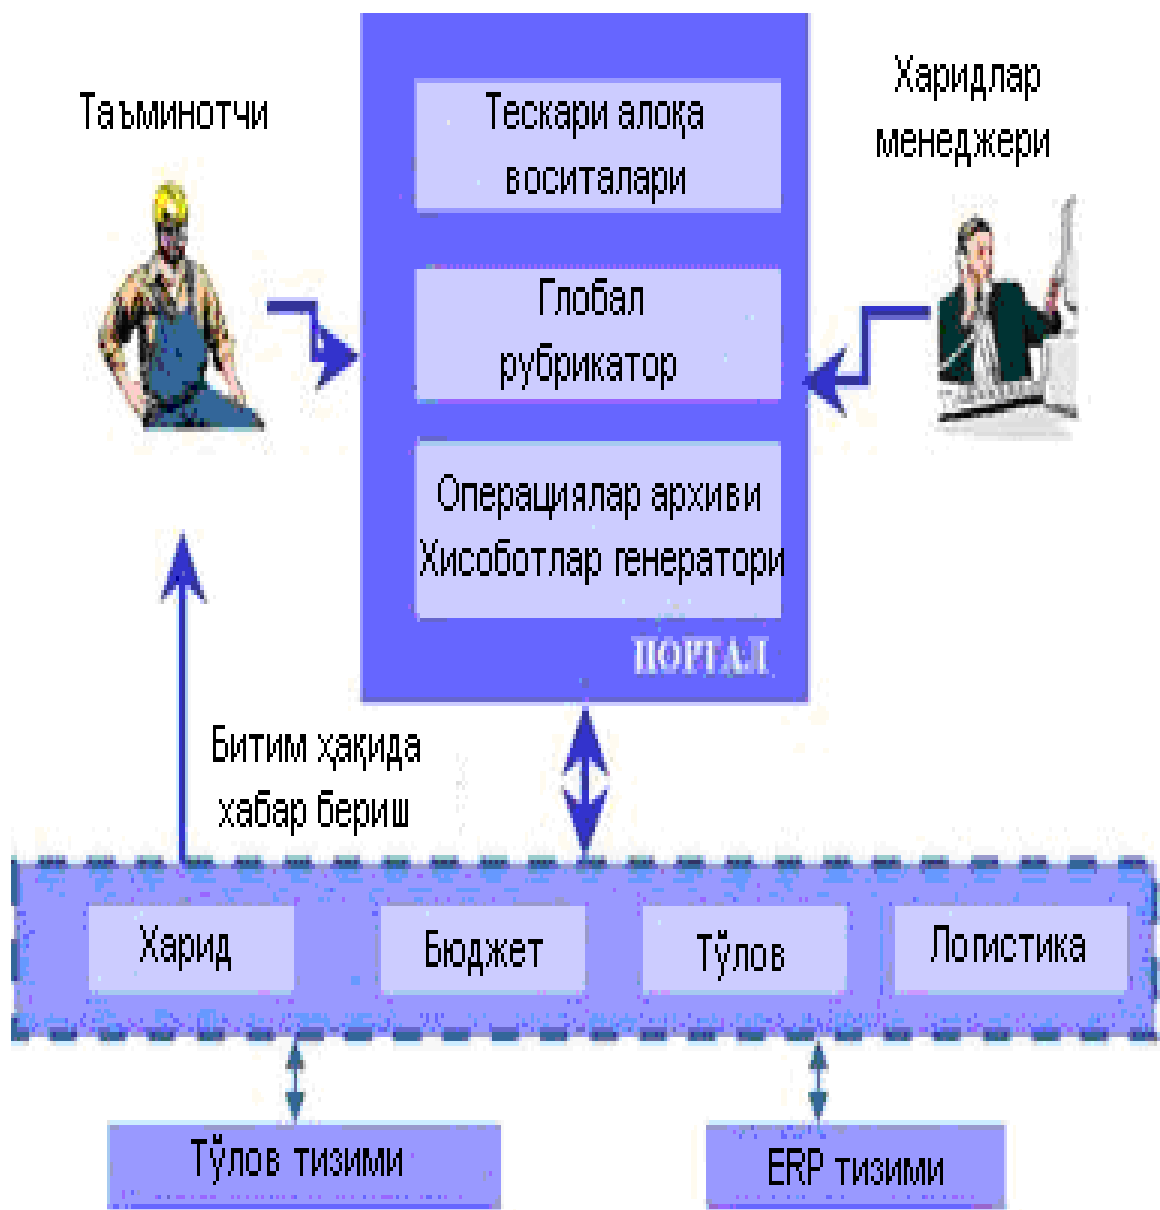 Таъминотчи
Тескари алоқа
воситалари
Глобал
рубрикатор
Операциялар архиви
Хисоботлар генератори
ПОРТАЛ
Харидлар
менеджери
Битим ҳақида
хабар бериш
Харид
Бюджет
Тўлов
Логистика
Тўлов тизими
ERP тизими